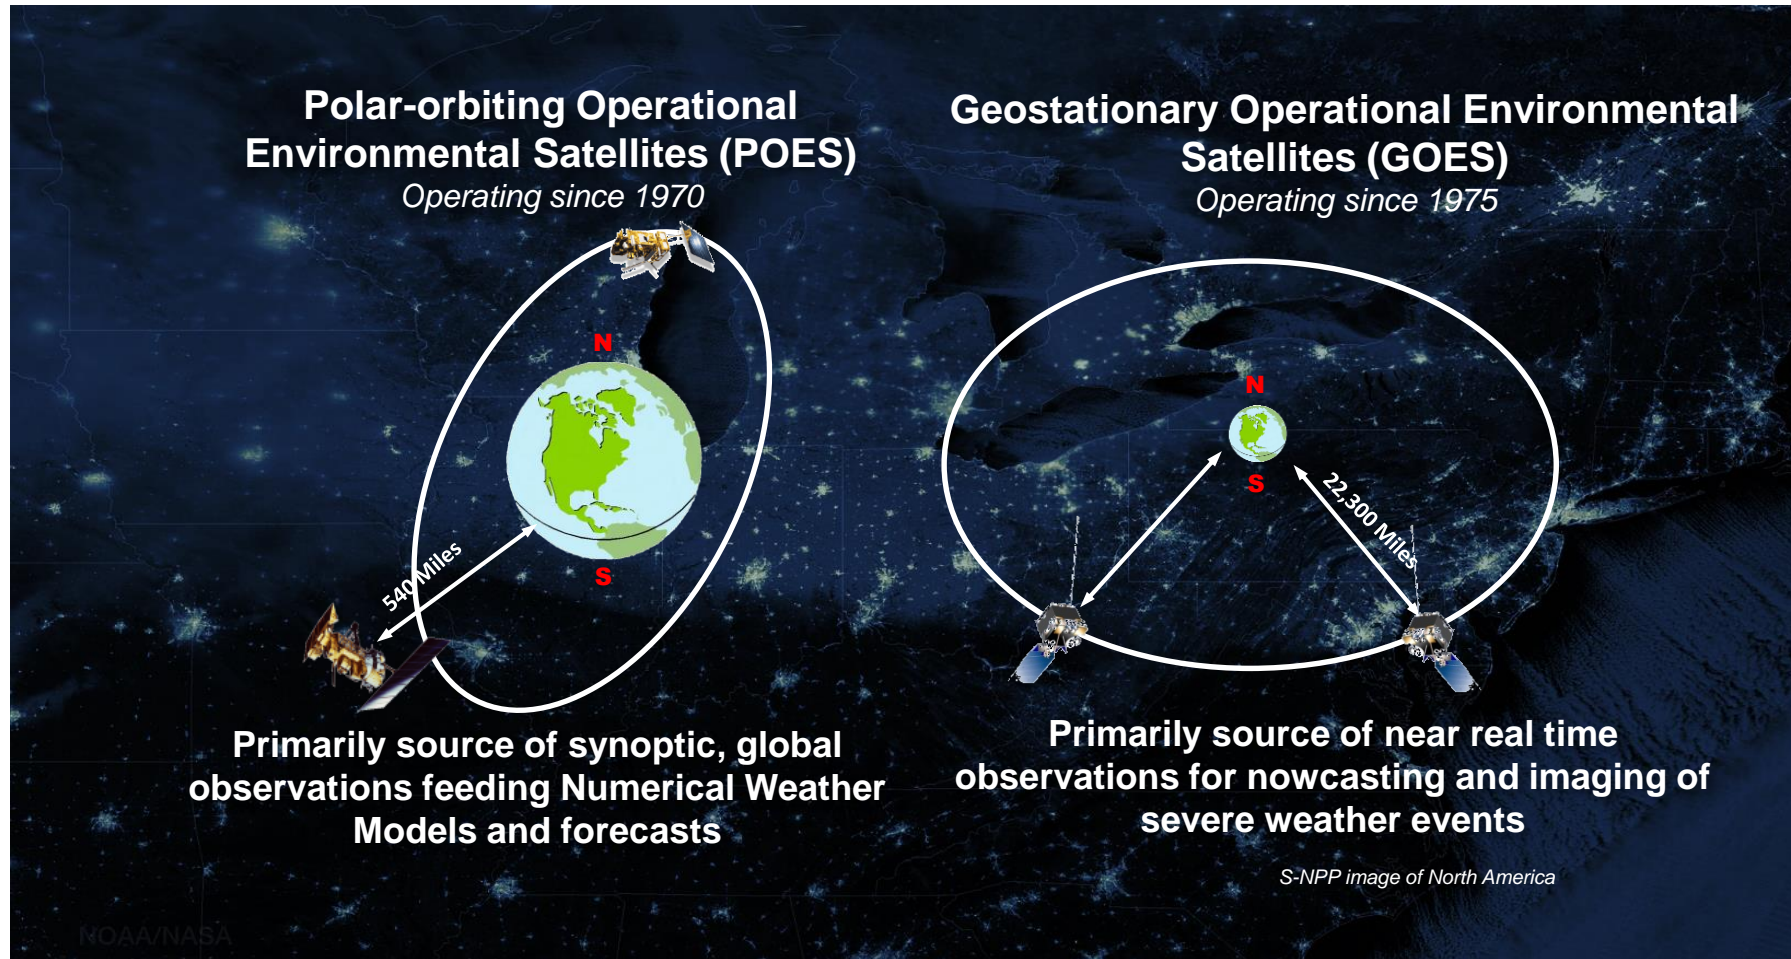 Polar-orbiting Operational
Environmental Satellites (POES)
Operating since 1970
N
S
540 Miles
Primarily source of synoptic, global
observations feeding Numerical Weather
Models and forecasts
Geostationary Operational Environmental
Satellites (GOES)
Operating since 1975
N
S
22,300 Miles
Primarily source of near real time
observations for nowcasting and imaging of
severe weather events
S-NPP image of North America
NOAA/NASA